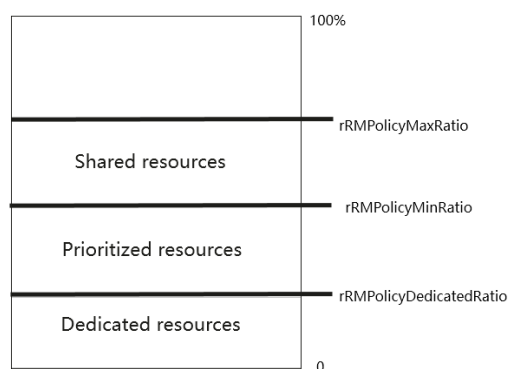 100%
rRMPolicyMaxRatio
Shared resources
rRMPolicyMinRatio
Prioritized resources
rRMPolicyDedicatedRatio
Dedicated resources
0